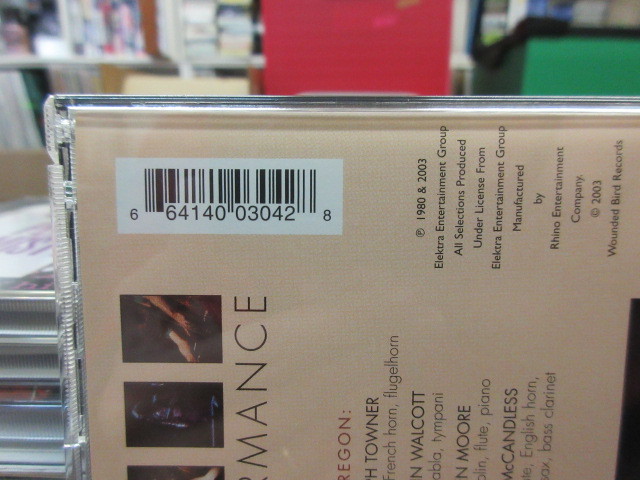 6 64140 03042 8
℗ 1980 & 2003
Elektra Entertainment Group
All Selections Produced
Under License From
Elektra Entertainment Group
Manufactured
by
Rhino Entertainment
Company.
© 2003
Wounded Bird Records
RMANCE
REGON:
PH TOWNER
French horn, flugelhorn
N WALCOTT
abla, tympani
N MOORE
olin, flute, piano
McCANDLESS
te, English horn,
sax, bass clarinet